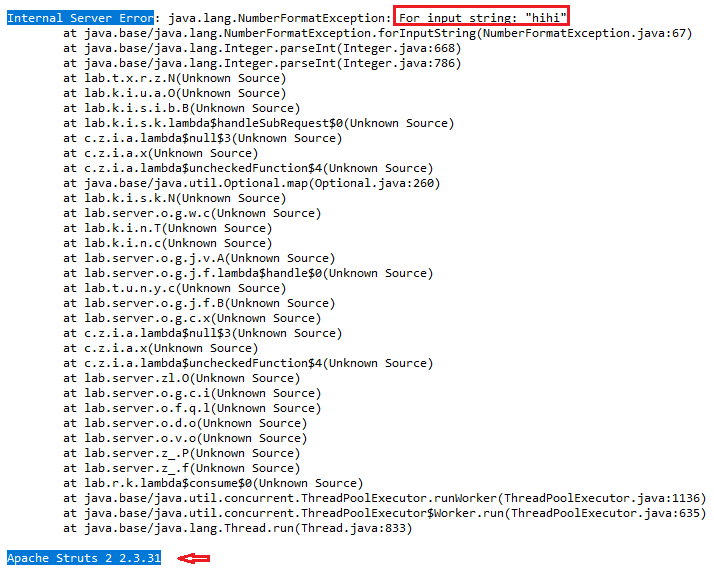 Internal Server Error: java.lang.NumberFormatException: For input string: "hihi"
at java.base/java.lang.NumberFormatException.forInputString(NumberFormatException.java:67)
at java.base/java.lang.Integer.parseInt(Integer.java:668)
at java.base/java.lang.Integer.parseInt(Integer.java:786)
at lab.t.x.r.z.N(Unknown Source)
at lab.k.i.u.a.O(Unknown Source)
at lab.k.i.s.i.b.B(Unknown Source)
at lab.k.i.s.k.lambda$handleSubRequest$0(Unknown Source)
at c.z.i.a.lambda$null$3(Unknown Source)
at c.z.i.a.x(Unknown Source)
at c.z.i.a.lambda$uncheckedFunction$4(Unknown Source)
at java.base/java.util.Optional.map(Optional.java:260)
at lab.k.i.s.k.N(Unknown Source)
at lab.server.o.g.w.c(Unknown Source)
at lab.k.i.n.T(Unknown Source)
at lab.k.i.n.c(Unknown Source)
at lab.server.o.g.j.v.A(Unknown Source)
at lab.server.o.g.j.f.lambda$handle$0(Unknown Source)
at lab.t.u.n.y.c(Unknown Source)
at lab.server.o.g.j.f.B(Unknown Source)
at lab.server.o.g.c.x(Unknown Source)
at c.z.i.a.lambda$null$3(Unknown Source)
at c.z.i.a.x(Unknown Source)
at c.z.i.a.lambda$uncheckedFunction$4(Unknown Source)
at lab.server.zl.O(Unknown Source)
at lab.server.o.g.c.i(Unknown Source)
at lab.server.o.f.q.l(Unknown Source)
at lab.server.o.d.o(Unknown Source)
at lab.server.o.v.o(Unknown Source)
at lab.server.z_.P(Unknown Source)
at lab.server.z_.f(Unknown Source)
at lab.r.k.lambda$consume$0(Unknown Source)
at java.base/java.util.concurrent.ThreadPoolExecutor.runWorker(ThreadPoolExecutor.java:1136)
at java.base/java.util.concurrent.ThreadPoolExecutor$Worker.run(ThreadPoolExecutor.java:635)
at java.base/java.lang.Thread.run(Thread.java:833)
Apache Struts 2 2.3.31